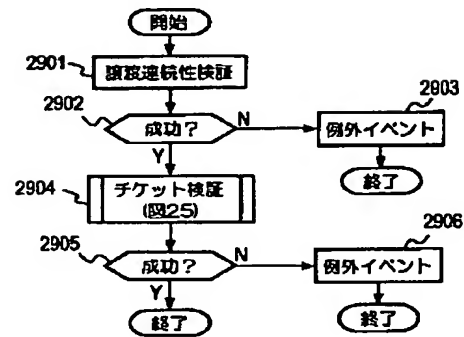 開始
2901
譲渡連続性検証
2902
成功?
N
2903
例外イベント
Y
終了
2904
チケット検証
(図25)
2905
成功?
N
2906
例外イベント
Y
終了
終了